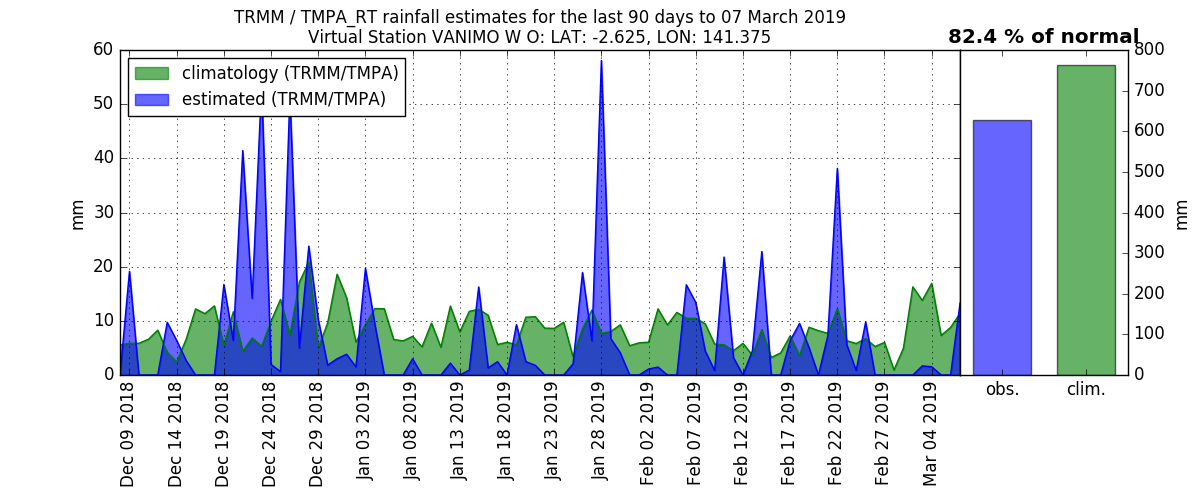 TRMM / TMPA_RT rainfall estimates for the last 90 days to 07 March 2019
Virtual Station VANIMO W O: LAT: -2.625, LON: 141.375
82.4 % of normal
climatology (TRMM/TMPA)
estimated (TRMM/TMPA)
60
50
40
30
20
10
0
mm
800
700
600
500
400
300
200
100
0
mm
Dec 09 2018
Dec 14 2018
Dec 19 2018
Dec 24 2018
Dec 29 2018
Jan 03 2019
Jan 08 2019
Jan 13 2019
Jan 18 2019
Jan 23 2019
Jan 28 2019
Feb 02 2019
Feb 07 2019
Feb 12 2019
Feb 17 2019
Feb 22 2019
Feb 27 2019
Mar 04 2019
obs.
clim.